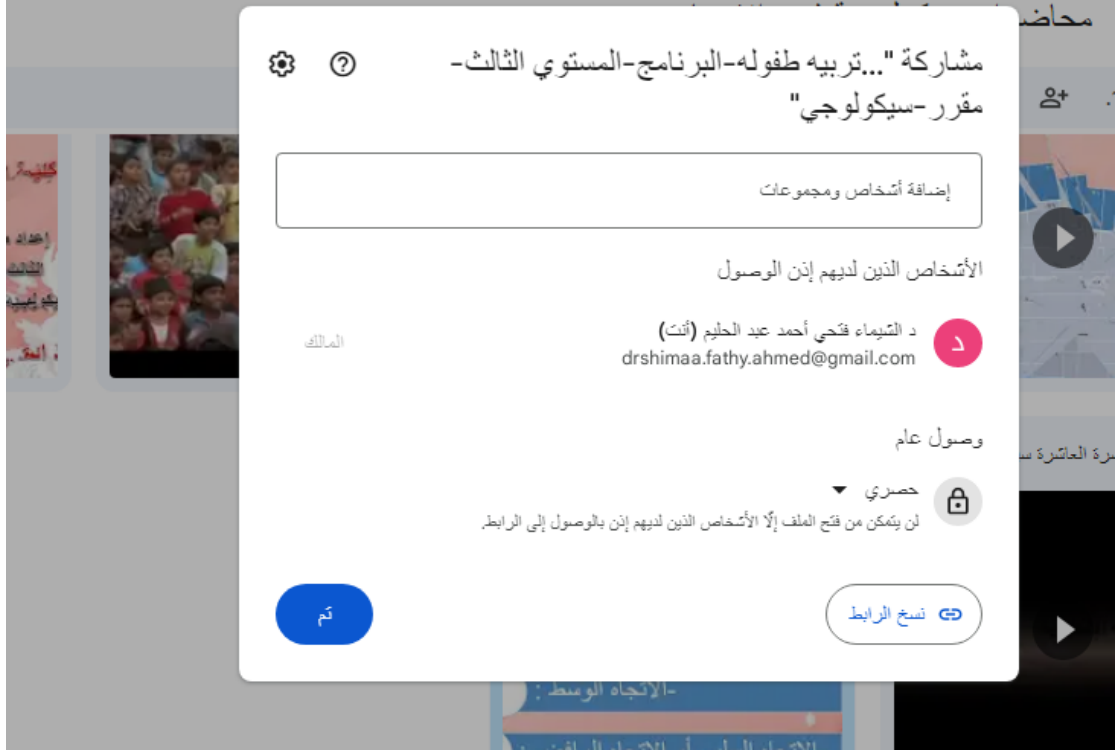 مشاركة "...تربيه طفوله-البرنامج-المستوي الثالث-
مقرر-سيكولوجي"
إضافة أشخاص ومجموعات
الأشخاص الذين لديهم إذن الوصول
د الشيماء فتحي أحمد عبد الحليم (أنت)
drshimaa.fathy.ahmed@gmail.com
المالك
د
وصول عام
حصري
لن يتمكن من فتح الملف إلّا الأشخاص الذين لديهم إذن بالوصول إلى الرابط.
نسخ الرابط
تم
العاشرة
-الاتجاه الوسط :